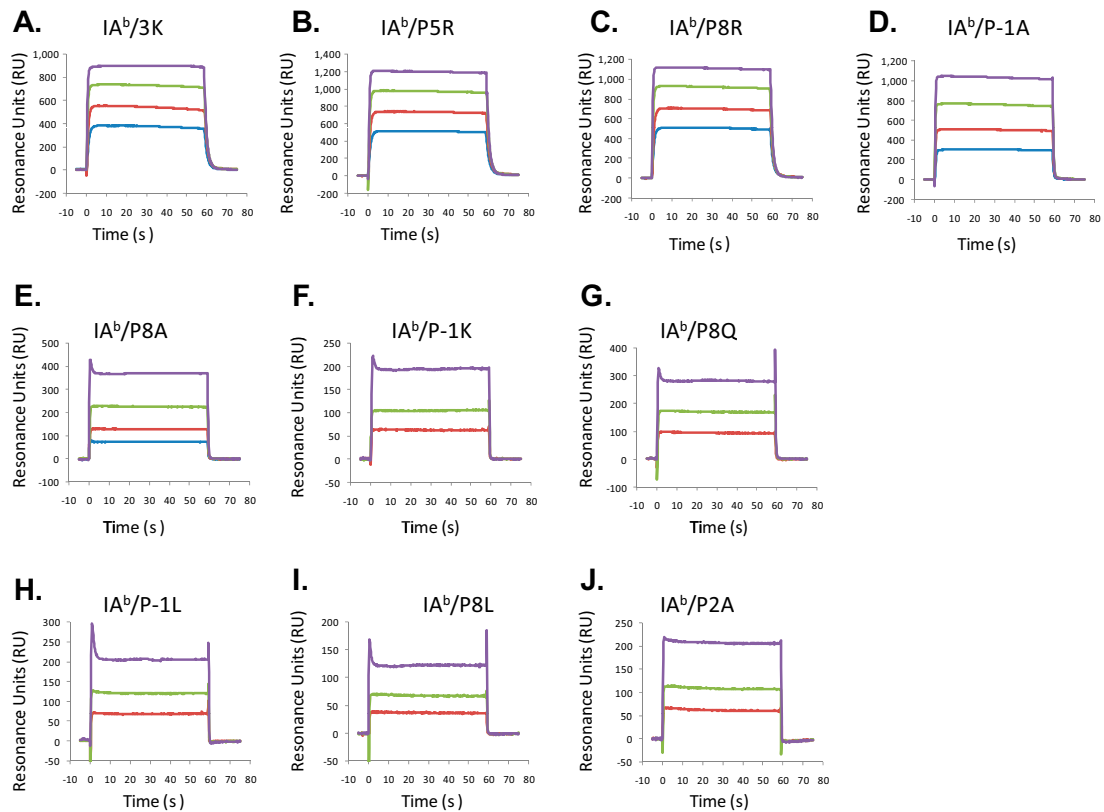 A. IAᵇ/3K
Resonance Units (RU)
1,000
800
600
400
200
0
-200
-10 0 10 20 30 40 50 60 70 80
Time (s)
B. IAᵇ/P5R
Resonance Units (RU)
1,400
1,200
1,000
800
600
400
200
0
-200
-10 0 10 20 30 40 50 60 70 80
Time (s)
C. IAᵇ/P8R
Resonance Units (RU)
1,200
1,000
800
600
400
200
0
-200
-10 0 10 20 30 40 50 60 70 80
Time (s)
D. IAᵇ/P-1A
Resonance Units (RU)
1,200
1,000
800
600
400
200
0
-200
-10 0 10 20 30 40 50 60 70 80
Time (s)
E. IAᵇ/P8A
Resonance Units (RU)
500
400
300
200
100
0
-100
-10 0 10 20 30 40 50 60 70 80
Time (s)
F. IAᵇ/P-1K
Resonance Units (RU)
250
200
150
100
50
0
-50
-10 0 10 20 30 40 50 60 70 80
Time (s)
G. IAᵇ/P8Q
Resonance Units (RU)
400
300
200
100
0
-100
-10 0 10 20 30 40 50 60 70 80
Time (s)
H. IAᵇ/P-1L
Resonance Units (RU)
300
250
200
150
100
50
0
-50
-10 0 10 20 30 40 50 60 70 80
Time (s)
I. IAᵇ/P8L
Resonance Units (RU)
200
150
100
50
0
-50
-10 0 10 20 30 40 50 60 70 80
Time (s)
J. IAᵇ/P2A
Resonance Units (RU)
250
200
150
100
50
0
-50
-10 0 10 20 30 40 50 60 70 80
Time (s)